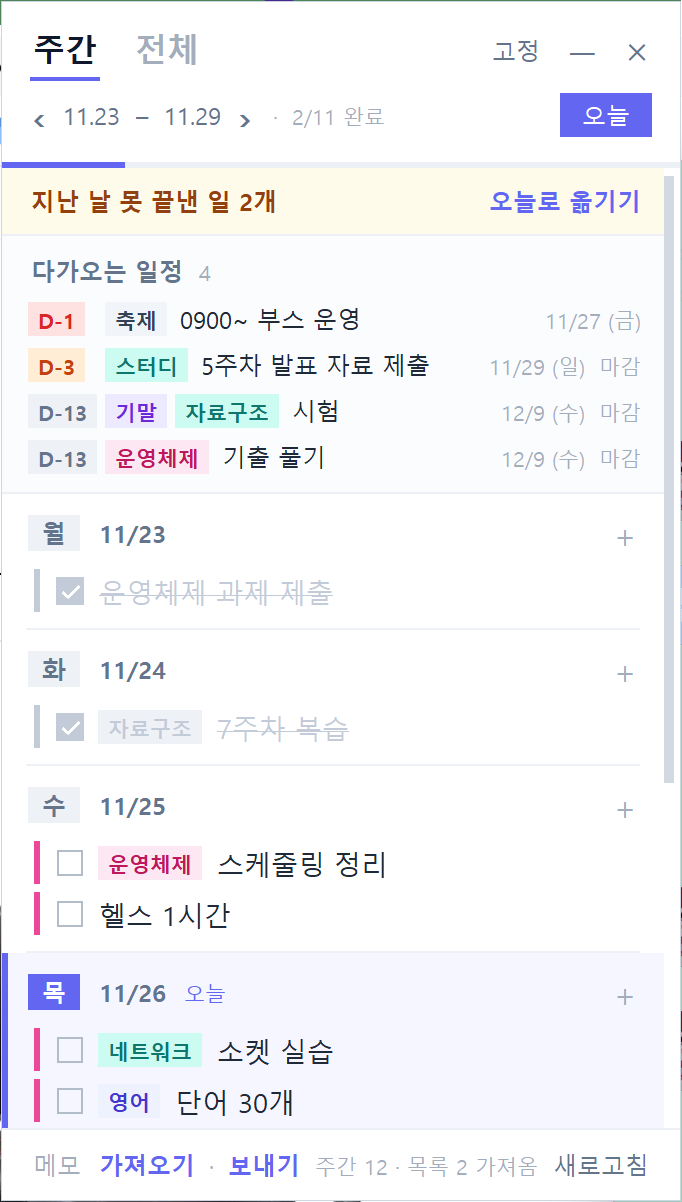 주간 전체 고정 — ×
‹ 11.23 – 11.29 › · 2/11 완료 오늘
지난 날 못 끝낸 일 2개 오늘로 옮기기
다가오는 일정 4
D-1 축제 0900~ 부스 운영 11/27 (금)
D-3 스터디 5주차 발표 자료 제출 11/29 (일) 마감
D-13 기말 자료구조 시험 12/9 (수) 마감
D-13 운영체제 기출 풀기 12/9 (수) 마감
월 11/23 +
운영체제 과제 제출
화 11/24 +
자료구조 7주차 복습
수 11/25 +
운영체제 스케줄링 정리
헬스 1시간
목 11/26 오늘 +
네트워크 소켓 실습
영어 단어 30개
메모 가져오기 · 보내기 주간 12 · 목록 2 가져옴 새로고침